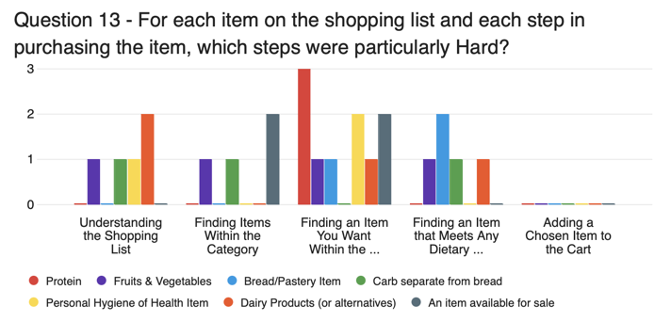 Question 13 - For each item on the shopping list and each step in
purchasing the item, which steps were particularly Hard?
3
2
1
0
Understanding
the Shopping
List
Finding Items
Within the
Category
Finding an Item
You Want
Within the ...
Finding an Item
that Meets Any
Dietary ...
Adding a
Chosen Item to
the Cart
Protein Fruits & Vegetables Bread/Pastry Item Carb separate from bread
Personal Hygiene of Health Item Dairy Products (or alternatives) An item available for sale